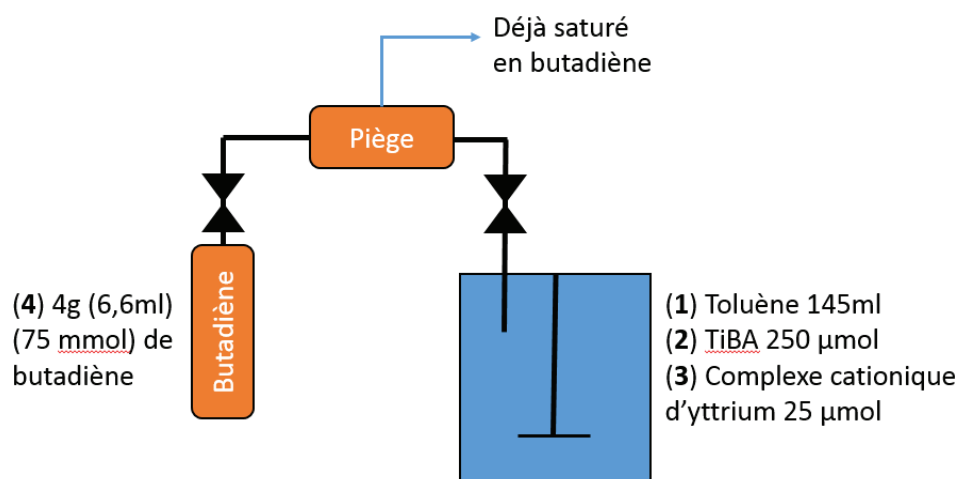 Déjà saturé
en butadiène
Piège
Butadiène
(4) 4g (6,6ml)
(75 mmol) de
butadiène
(1) Toluène 145ml
(2) TiBA 250 µmol
(3) Complexe cationique
d'yttrium 25 µmol